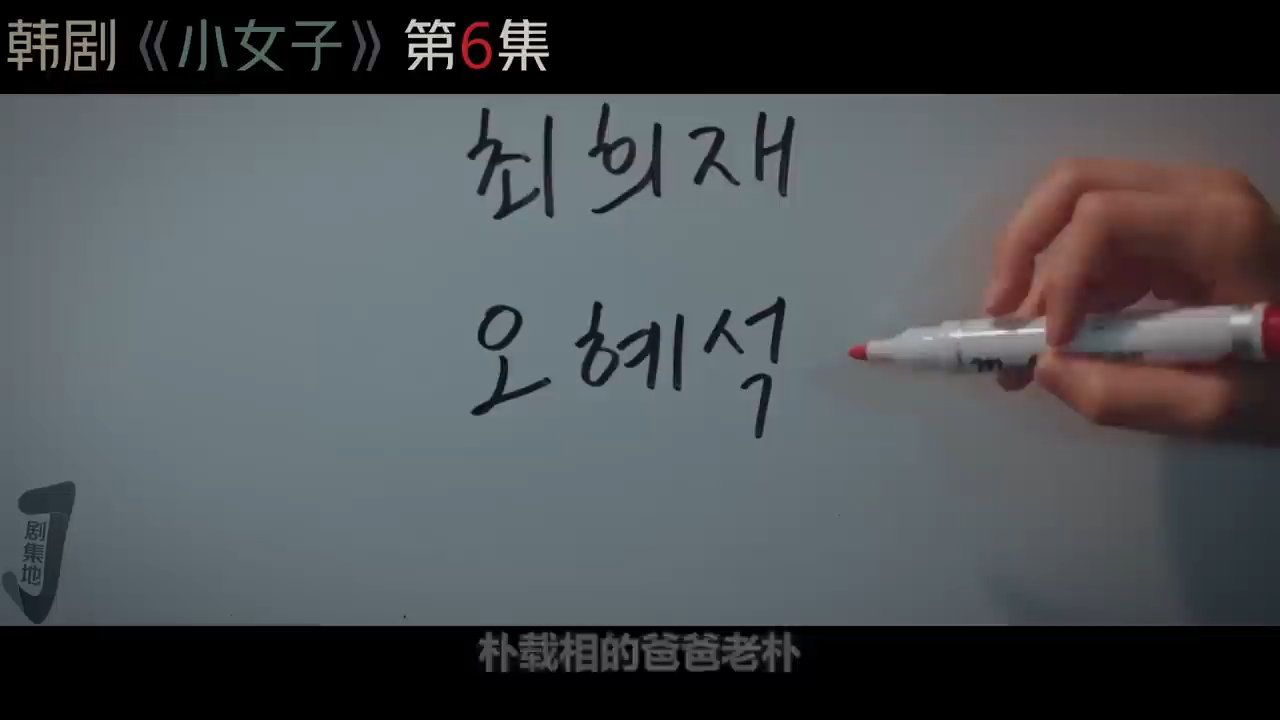 韩剧《小女子》第6集
최희재
오혜석
剧集地
朴载相的爸爸老朴